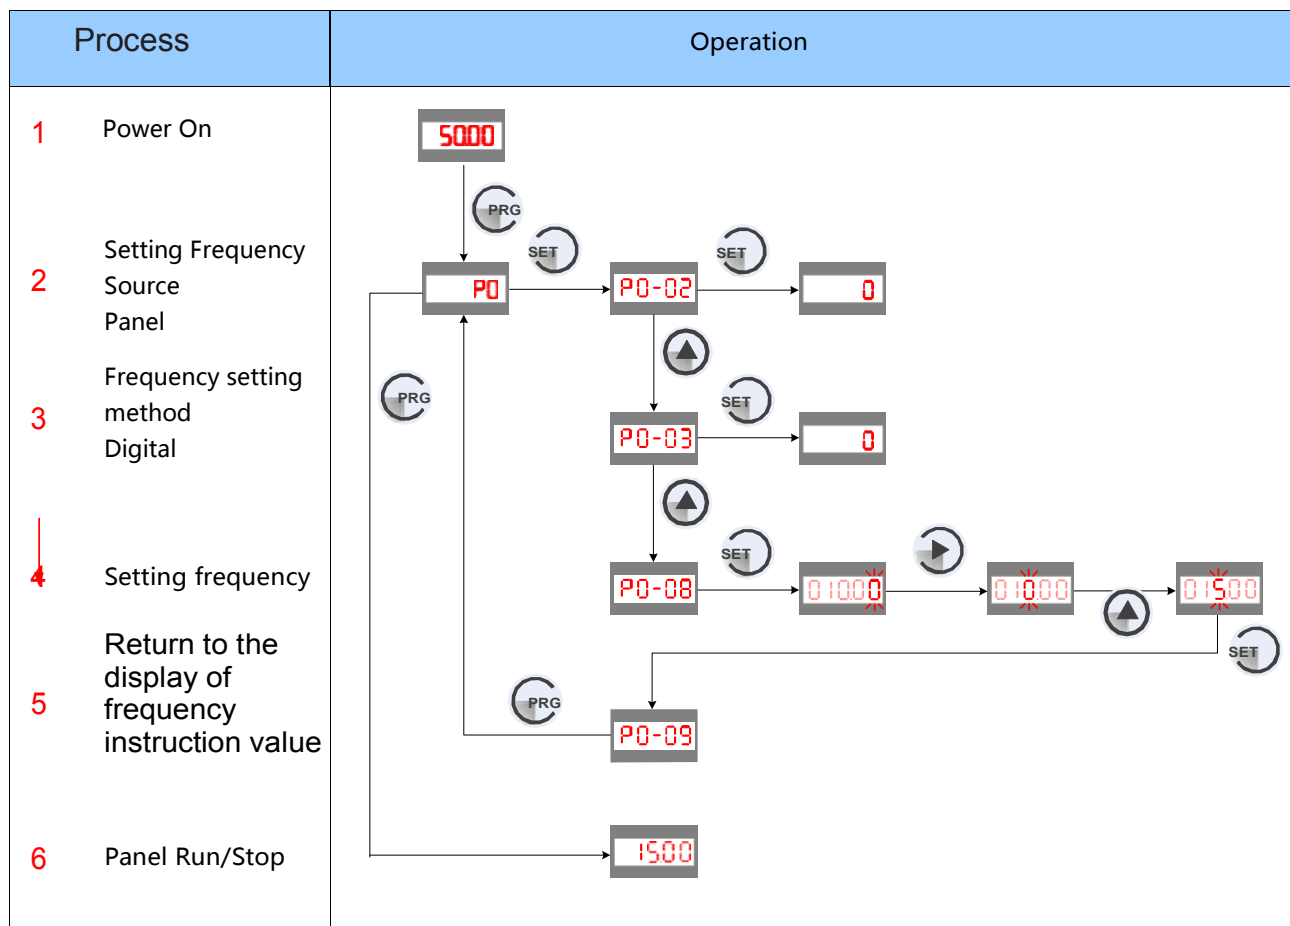 Process
Operation
1
Power On
50.00
PRG
2
Setting Frequency
Source
Panel
SET
SET
P0
P0-02
0
3
Frequency setting
method
Digital
PRG
SET
P0-03
0
4
Setting frequency
SET
P0-08
010.00
010.00
01500
SET
5
Return to the
display of
frequency
instruction value
PRG
P0-09
6
Panel Run/Stop
15.00